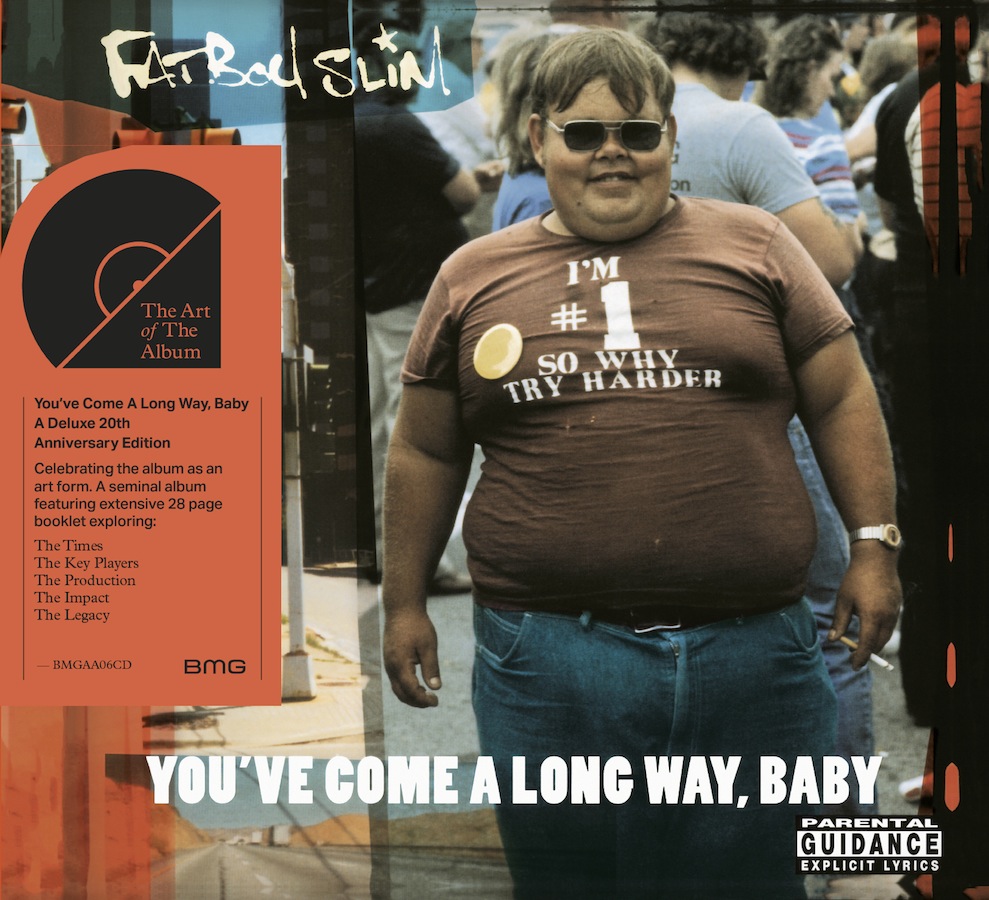 FATBOY SLIM
The Art
of The
Album
You've Come A Long Way, Baby
A Deluxe 20th
Anniversary Edition
Celebrating the album as an
art form. A seminal album
featuring extensive 28 page
booklet exploring:
The Times
The Key Players
The Production
The Impact
The Legacy
— BMGAA06CD
BMG
I'M
#1
SO WHY
TRY HARDER
YOU'VE COME A LONG WAY, BABY
PARENTAL
GUIDANCE
EXPLICIT LYRICS